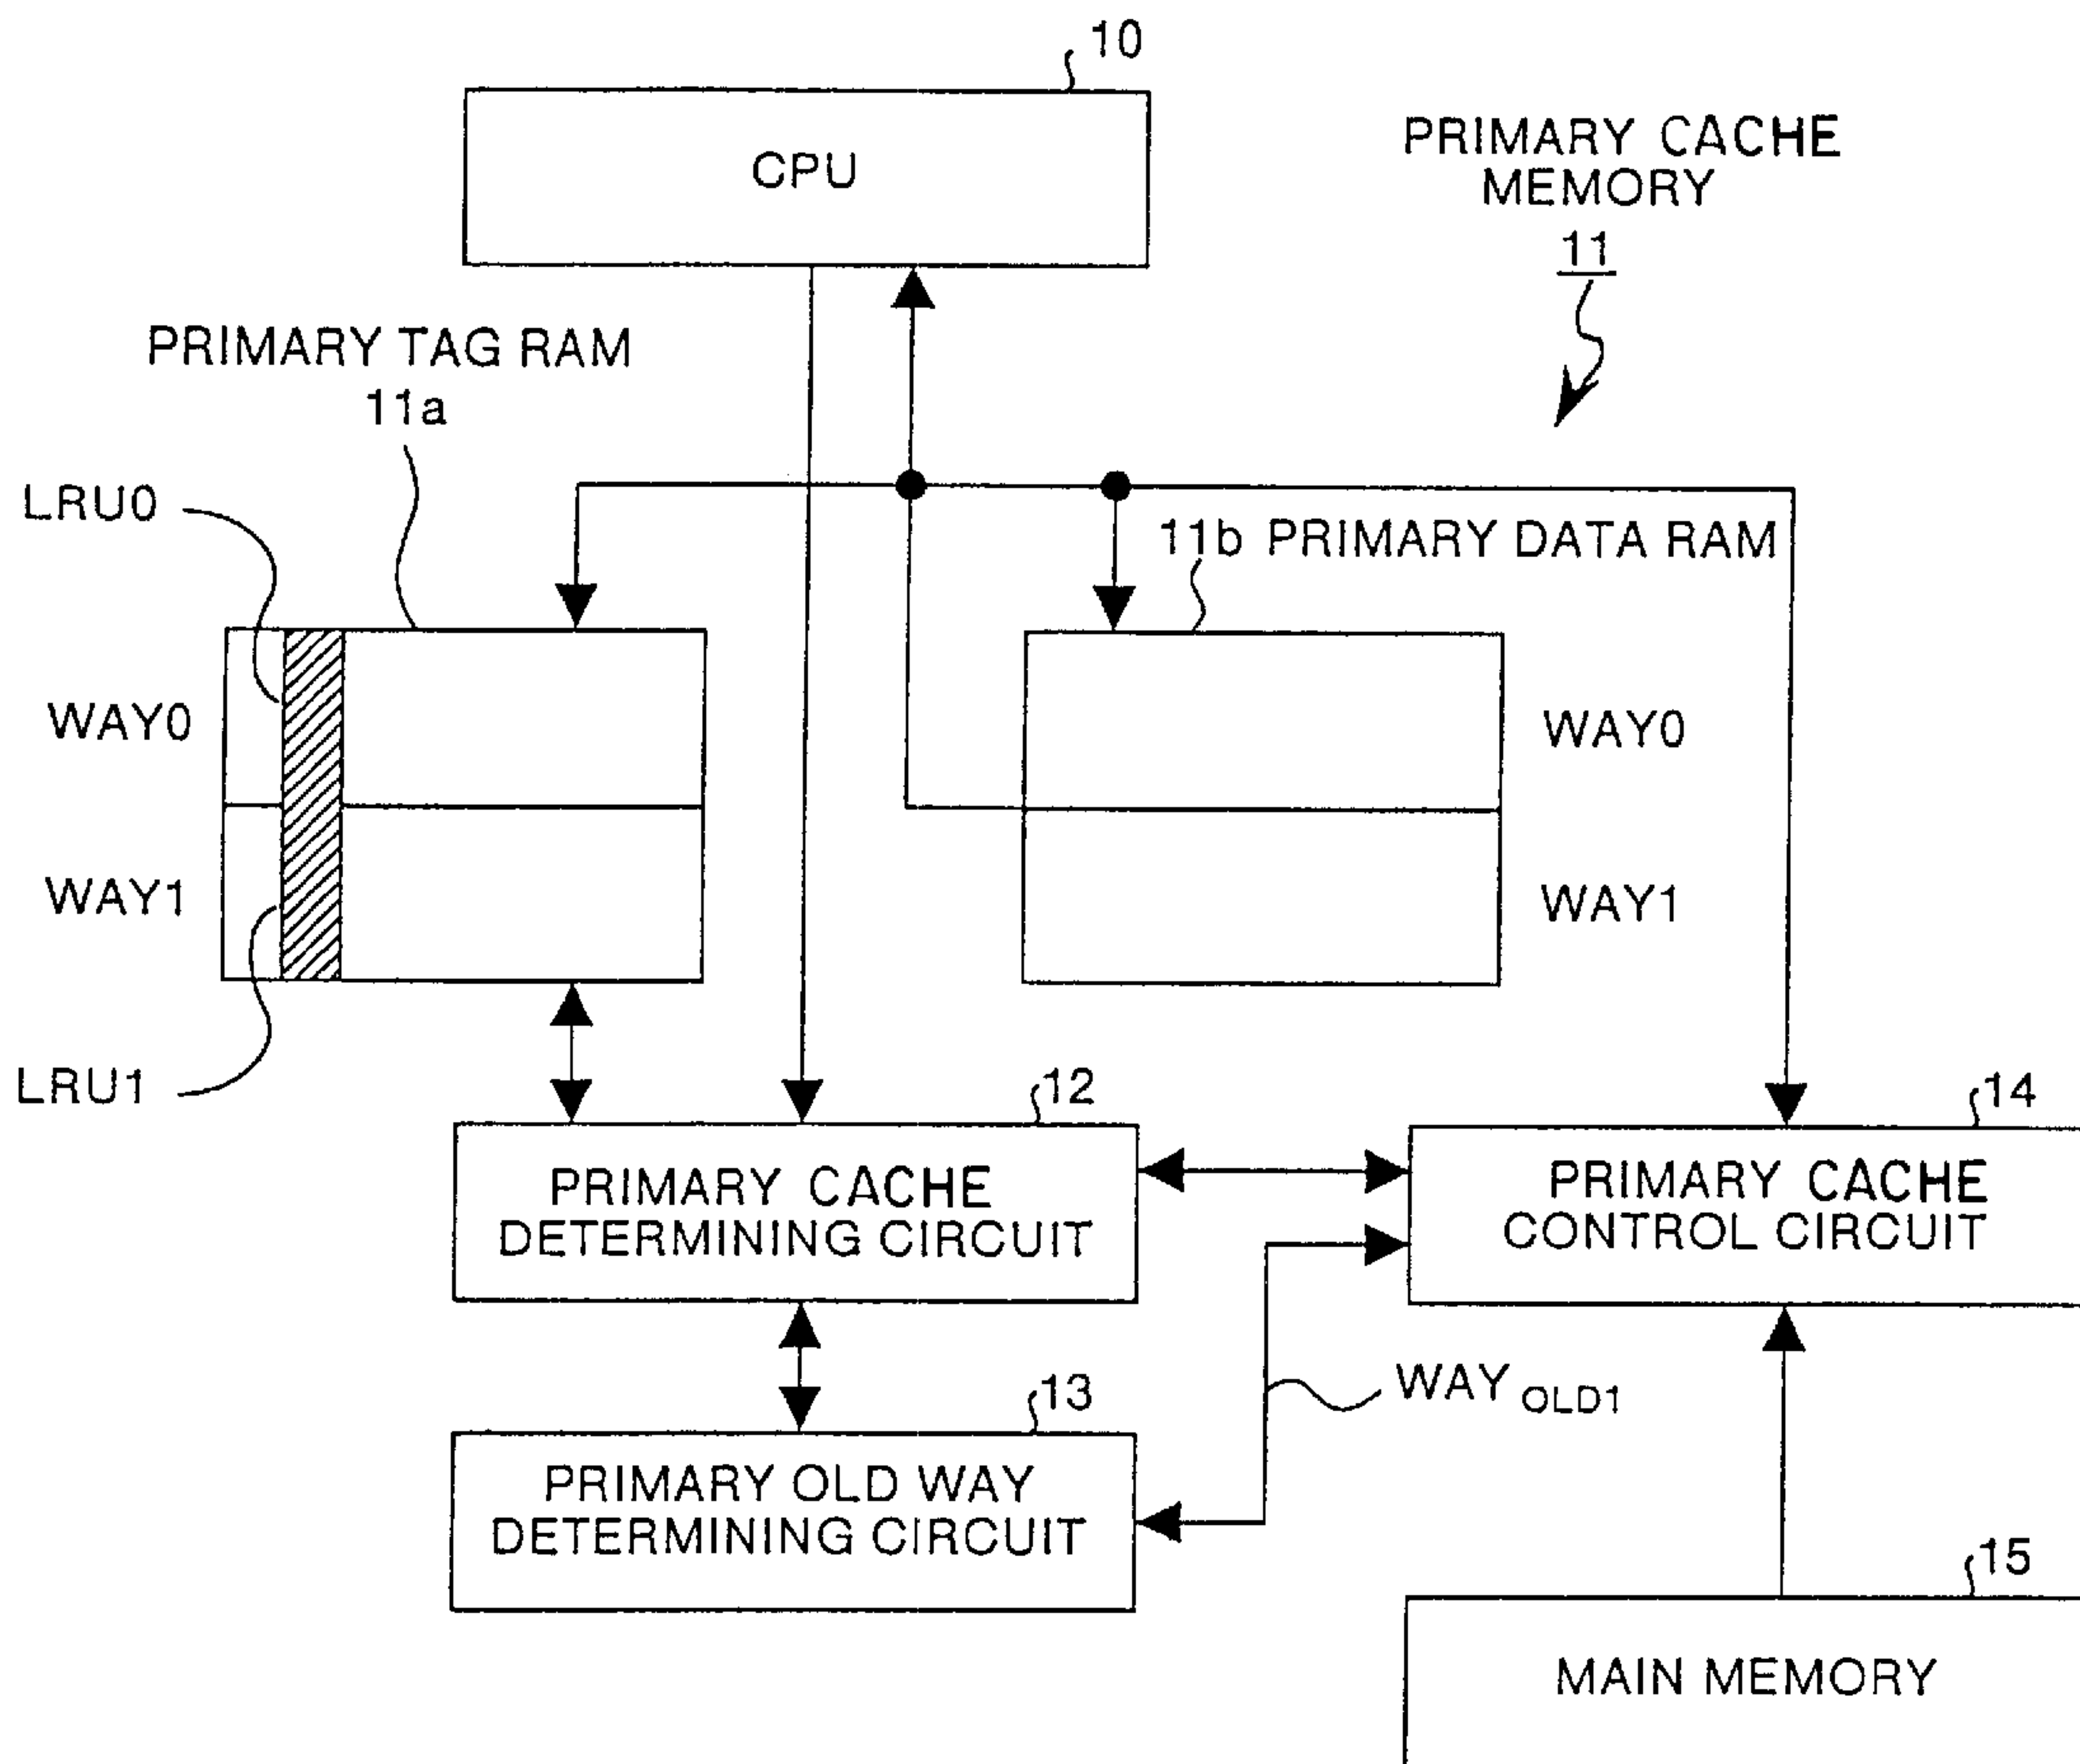 10
CPU
PRIMARY CACHE
MEMORY
11
PRIMARY TAG RAM
11a
LRU0
11b PRIMARY DATA RAM
WAY0
WAY0
WAY1
WAY1
LRU1
12
14
PRIMARY CACHE
DETERMINING CIRCUIT
PRIMARY CACHE
CONTROL CIRCUIT
WAY OLD1
13
PRIMARY OLD WAY
DETERMINING CIRCUIT
15
MAIN MEMORY